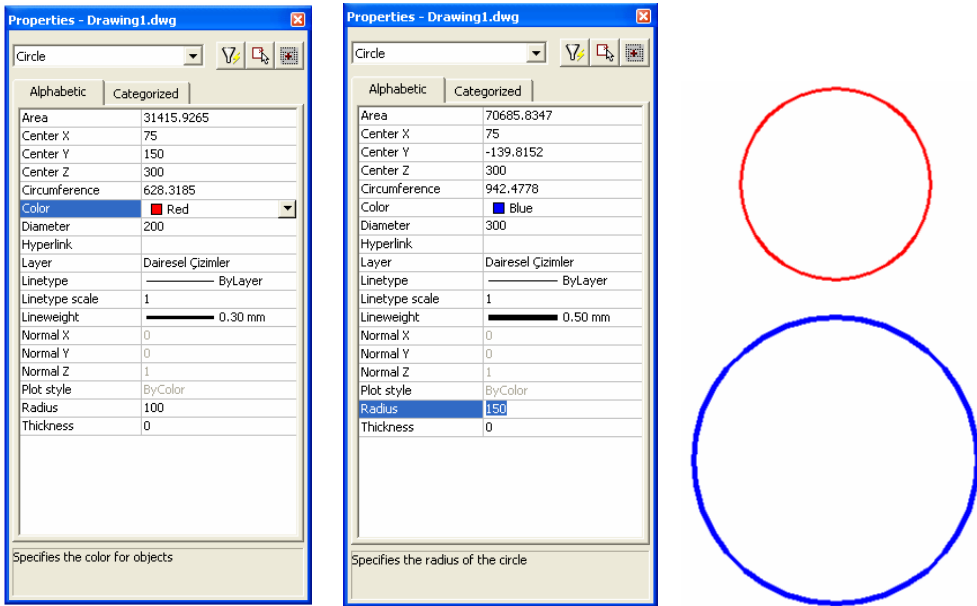 Properties - Drawing1.dwg
Circle
Alphabetic Categorized
Area 31415.9265
Center X 75
Center Y 150
Center Z 300
Circumference 628.3185
Color Red
Diameter 200
Hyperlink
Layer Dairesel Çizimler
Linetype ByLayer
Linetype scale 1
Lineweight 0.30 mm
Normal X 0
Normal Y 0
Normal Z 1
Plot style ByColor
Radius 100
Thickness 0
Specifies the color for objects
Properties - Drawing1.dwg
Circle
Alphabetic Categorized
Area 70685.8347
Center X 75
Center Y -139.8152
Center Z 300
Circumference 942.4778
Color Blue
Diameter 300
Hyperlink
Layer Dairesel Çizimler
Linetype ByLayer
Linetype scale 1
Lineweight 0.50 mm
Normal X 0
Normal Y 0
Normal Z 1
Plot style ByColor
Radius 150
Thickness 0
Specifies the radius of the circle